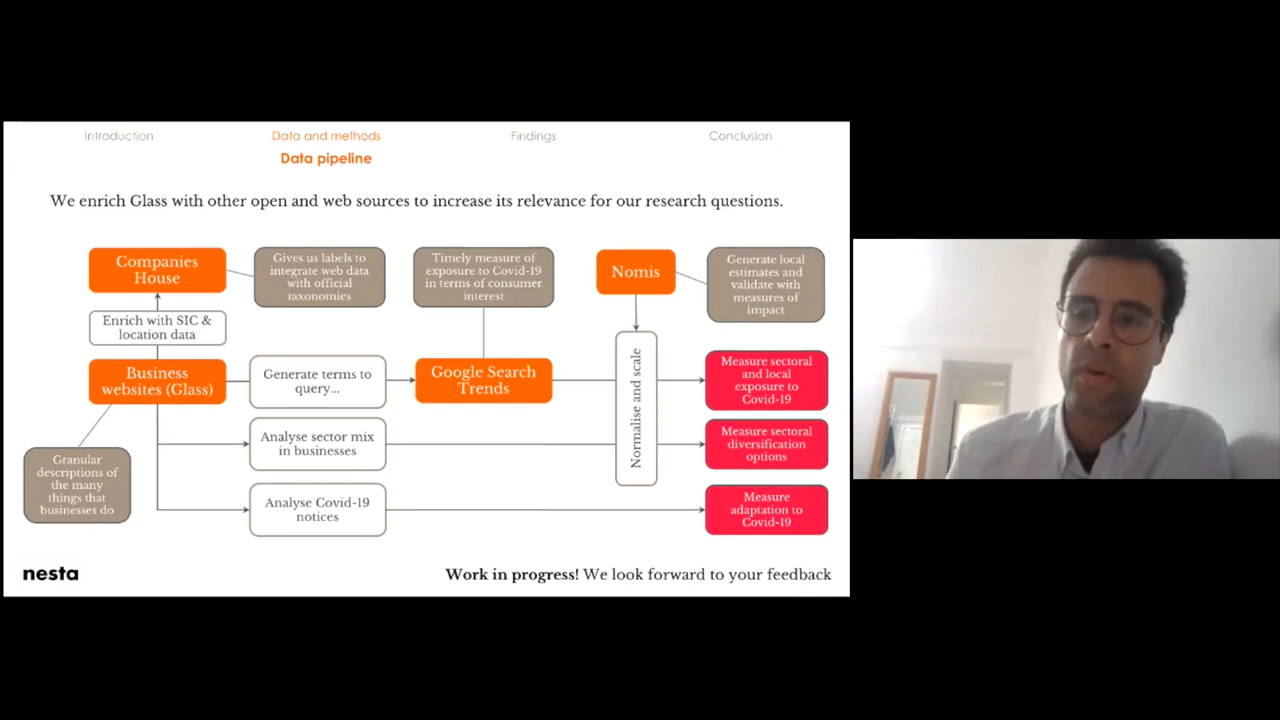 Introduction
Data and methods
Findings
Conclusion
Data pipeline
We enrich Glass with other open and web sources to increase its relevance for our research questions.
Companies
House
Gives us labels to
integrate web data
with official
taxonomies
Timely measure of
exposure to Covid-19
in terms of consumer
interest
Nomis
Generate local
estimates and
validate with
measures of
impact
Enrich with SIC &
location data
Business
websites (Glass)
Generate terms to
query...
Google Search
Trends
Normalise and scale
Measure sectoral
and local
exposure to
Covid-19
Analyse sector mix
in businesses
Measure sectoral
diversification
options
Granular
descriptions of
the many
things that
businesses do
Analyse Covid-19
notices
Measure
adaptation to
Covid-19
nesta
Work in progress! We look forward to your feedback